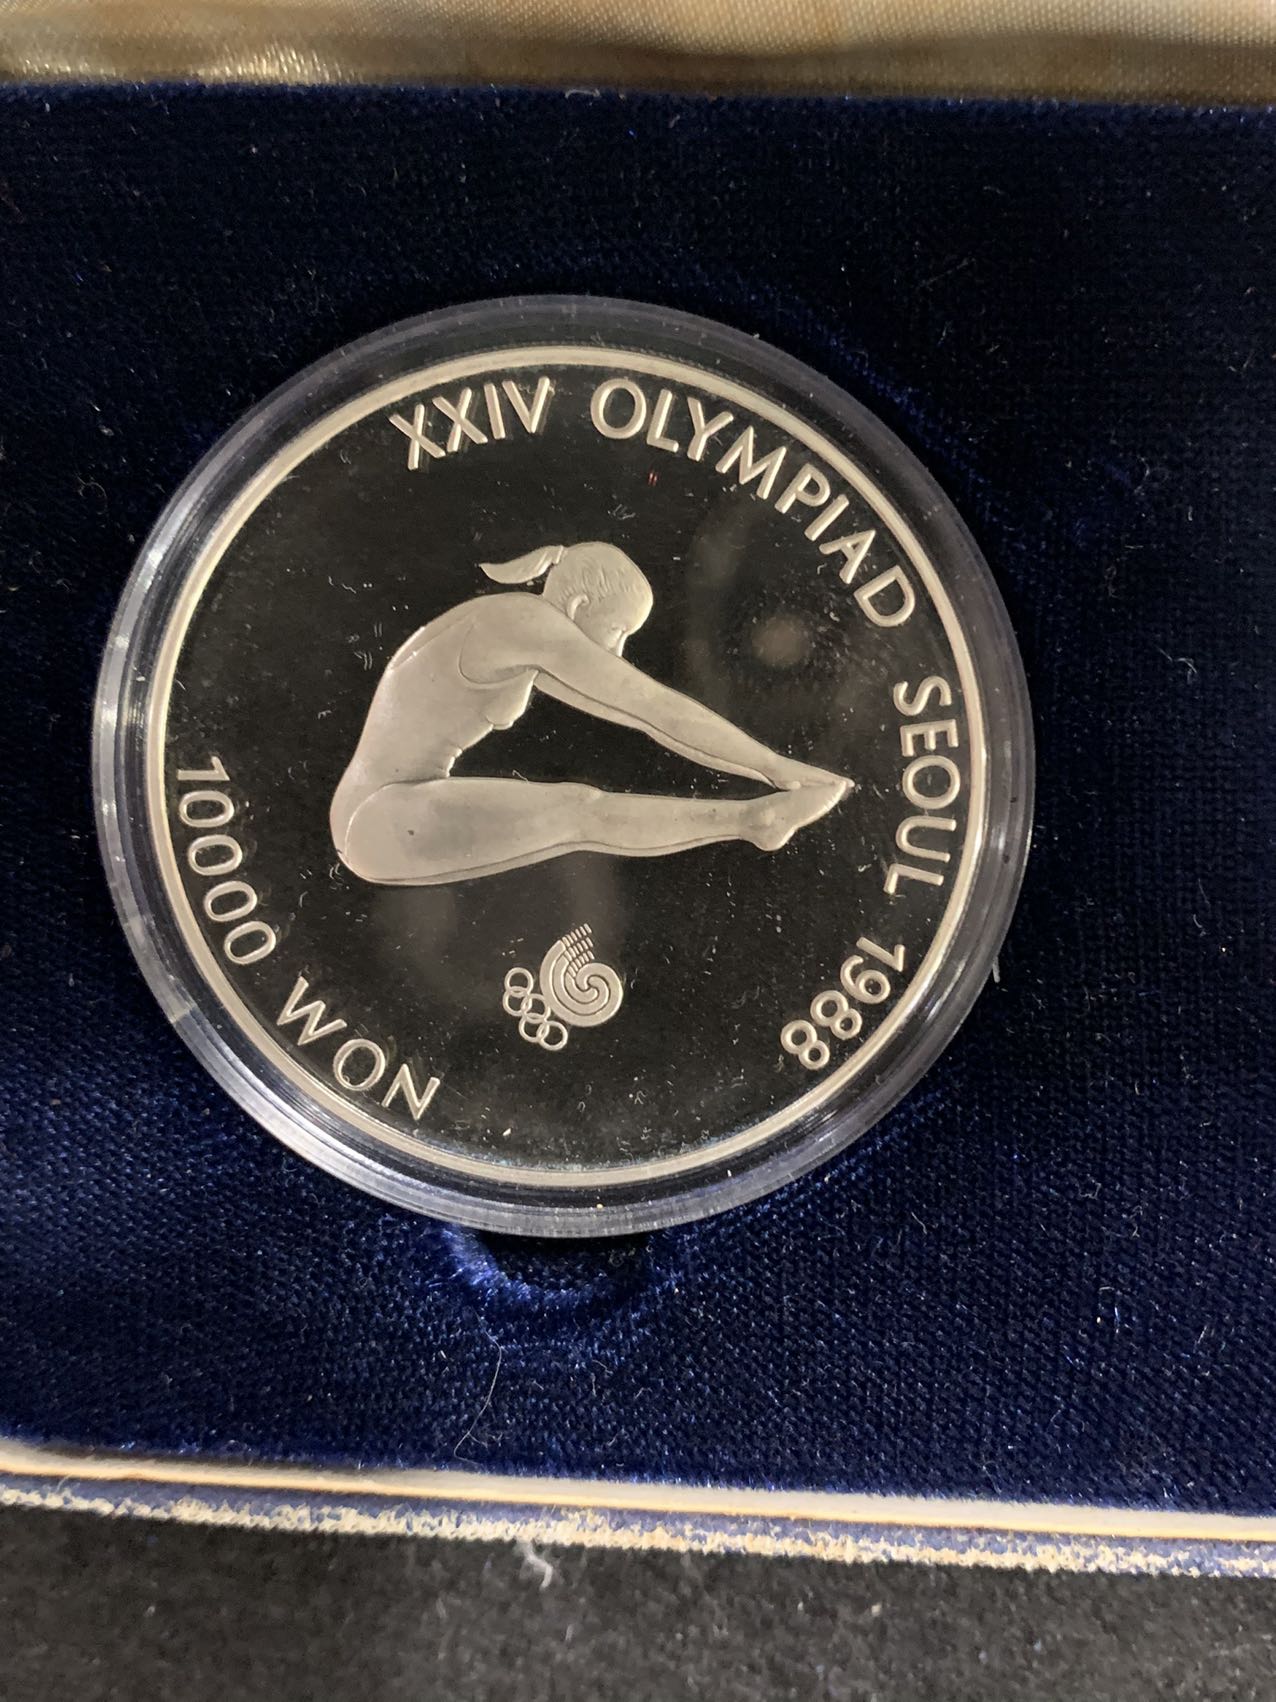 XXIV OLYMPIAD SEOUL 1988
10000 WON